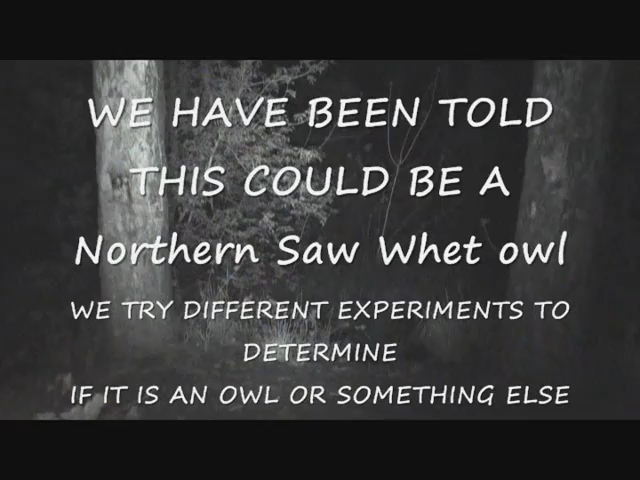 WE HAVE BEEN TOLD
THIS COULD BE A
Northern Saw Whet owl
WE TRY DIFFERENT EXPERIMENTS TO
DETERMINE
IF IT IS AN OWL OR SOMETHING ELSE